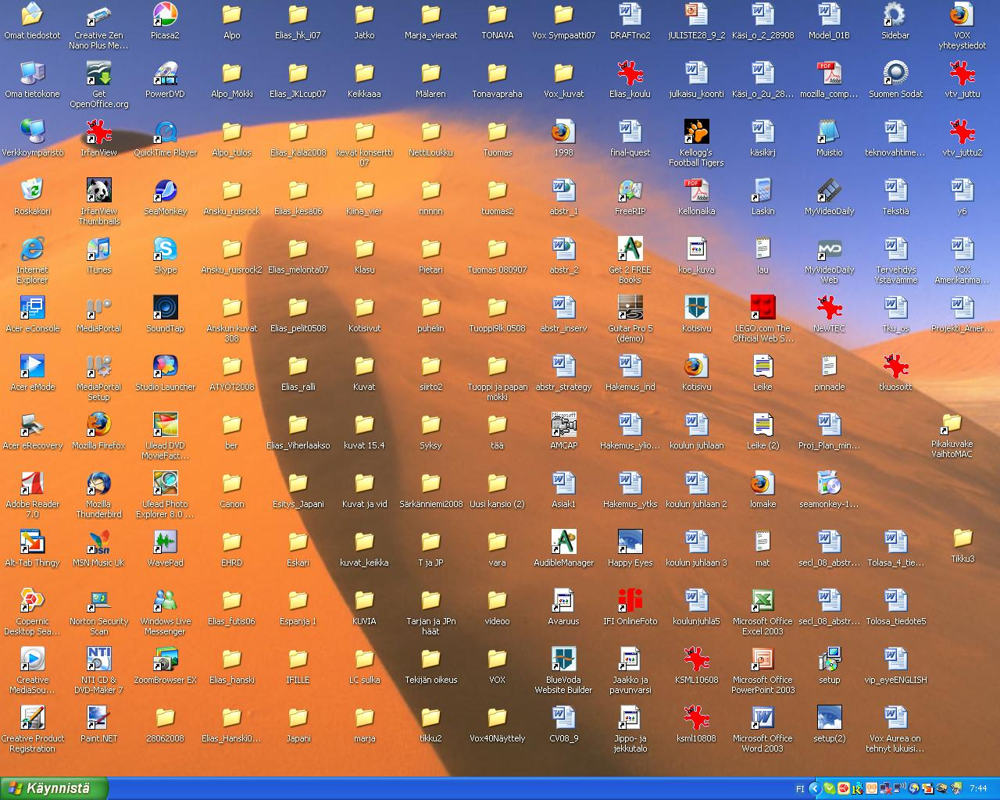 Omat tiedostot
Creative Zen
Nano Plus Me...
Picasa2
Alpo
Elias_hk_i07
Jatko
Marja_vieraat
TONAVA
Vox Sympaatti07
DRAFTno2
jULISTE28_9_2
Käsi_o_2_28908
Model_01B
Sidebar
VOX
yhteystiedot
Oma tietokone
Get
OpenOffice.org
PowerDVD
Alpo_Mökki
Elias_JKLcup07
Keikkaaa
Mälaren
Tonavapraha
Vox_kuvat
Elias_koulu
julkaisu_koonti
Käsi_o_2u_28...
mozilla_comp...
Suomen Sodat
vtv_juttu
Verkkoympäristö
IrfanView
QuickTime Player
Alpo_tulos
Elias_Kala2008
kevät konsertti
07
NettiLoukku
Tuomas
1998
final-quest
Kellogg's
Football Tigers
käsikirj
Muistio
teknovahtime...
vtv_juttu2
Roskakori
IrfanView
Thumbnails
SeaMonkey
Ansku_ruisrock
Elias_kesä06
Kiina_vier
nnnnn
tuomas2
abstr_1
FreeRIP
Kellonaika
Laskin
MyVideoDaily
Tekstiä
y6
Internet
Explorer
iTunes
Skype
Ansku_ruisrock2
Elias_melonta07
Klasu
Pietari
Tuomas 080907
abstr_2
Get 2 FREE
Books
koe_kuva
lau
MyVideoDaily
Web
Tervehdys
Ystävämme
VOX
Amerikanma...
Acer eConsole
MediaPortal
SoundTap
Anskun kuvat
308
Elias_pelit0508
Kotisivut
puhelin
Tuoppi9lk 0508
abstr_inserv
Guitar Pro 5
(demo)
Kotisivu
LEGO.com The
Official Web S...
NewTEC
Tku_os
Projekti_Amer...
Acer eMode
MediaPortal
Setup
Studio Launcher
ATYÖT2008
Elias_ralli
Kuvat
siirto2
Tuoppi ja papan
mökki
abstr_strategy
Hakemus_ind
Kotisivu
Leike
pinnacle
tkuosoitt
Acer eRecovery
Mozilla Firefox
Ulead DVD
MovieFact...
ber
Elias_Viherlaakso
kuvat 15.4
Syksy
tää
AMCAP
Hakemus_ylio...
koulun juhlaan
Leike (2)
Proj_Plan_min...
Pikakuvake
VaihtoMAC
Adobe Reader
7.0
Mozilla
Thunderbird
Ulead Photo
Explorer 8.0 ...
Canon
Esitys_Japani
Kuvat ja vid
Särkänniemi2008
Uusi kansio (2)
Asiak1
Hakemus_ytks
koulun juhlaan 2
lomake
seamonkey-1...
Alt-Tab Thingy
MSN Music UK
WavePad
EHRD
Eskari
kuvat_keikka
T ja JP
vara
AudibleManager
Happy Eyes
koulun juhlaan 3
mat
secl_08_abstr...
Tolasa_4_tie...
Tikku3
Copernic
Desktop Sea...
Norton Security
Scan
Windows Live
Messenger
Elias_futis06
Espanja 1
KUVIA
Tarjan ja JPn
häät
videoo
Avaruus
IFI OnlineFoto
koulunjuhla5
Microsoft Office
Excel 2003
secl_08_abstr...
Tolosa_tiedote5
Creative
MediaSou...
NTI CD &
DVD-Maker 7
ZoomBrowser EX
Elias_hanski
IFILLE
LC sulka
Tekijän oikeus
VOX
BlueVoda
Website Builder
Jaakko ja
pavunvarsi
KSML10608
Microsoft Office
PowerPoint 2003
setup
vip_eyeENGLISH
Creative Product
Registration
Paint.NET
28062008
Elias_Hanski0...
Japani
marja
tikku2
Vox40Näyttely
CV08_9
Jippo- ja
jekkutalo
ksml10808
Microsoft Office
Word 2003
setup(2)
Vox Aurea on
tehnyt lukuisi...
Käynnistä
FI
7:44